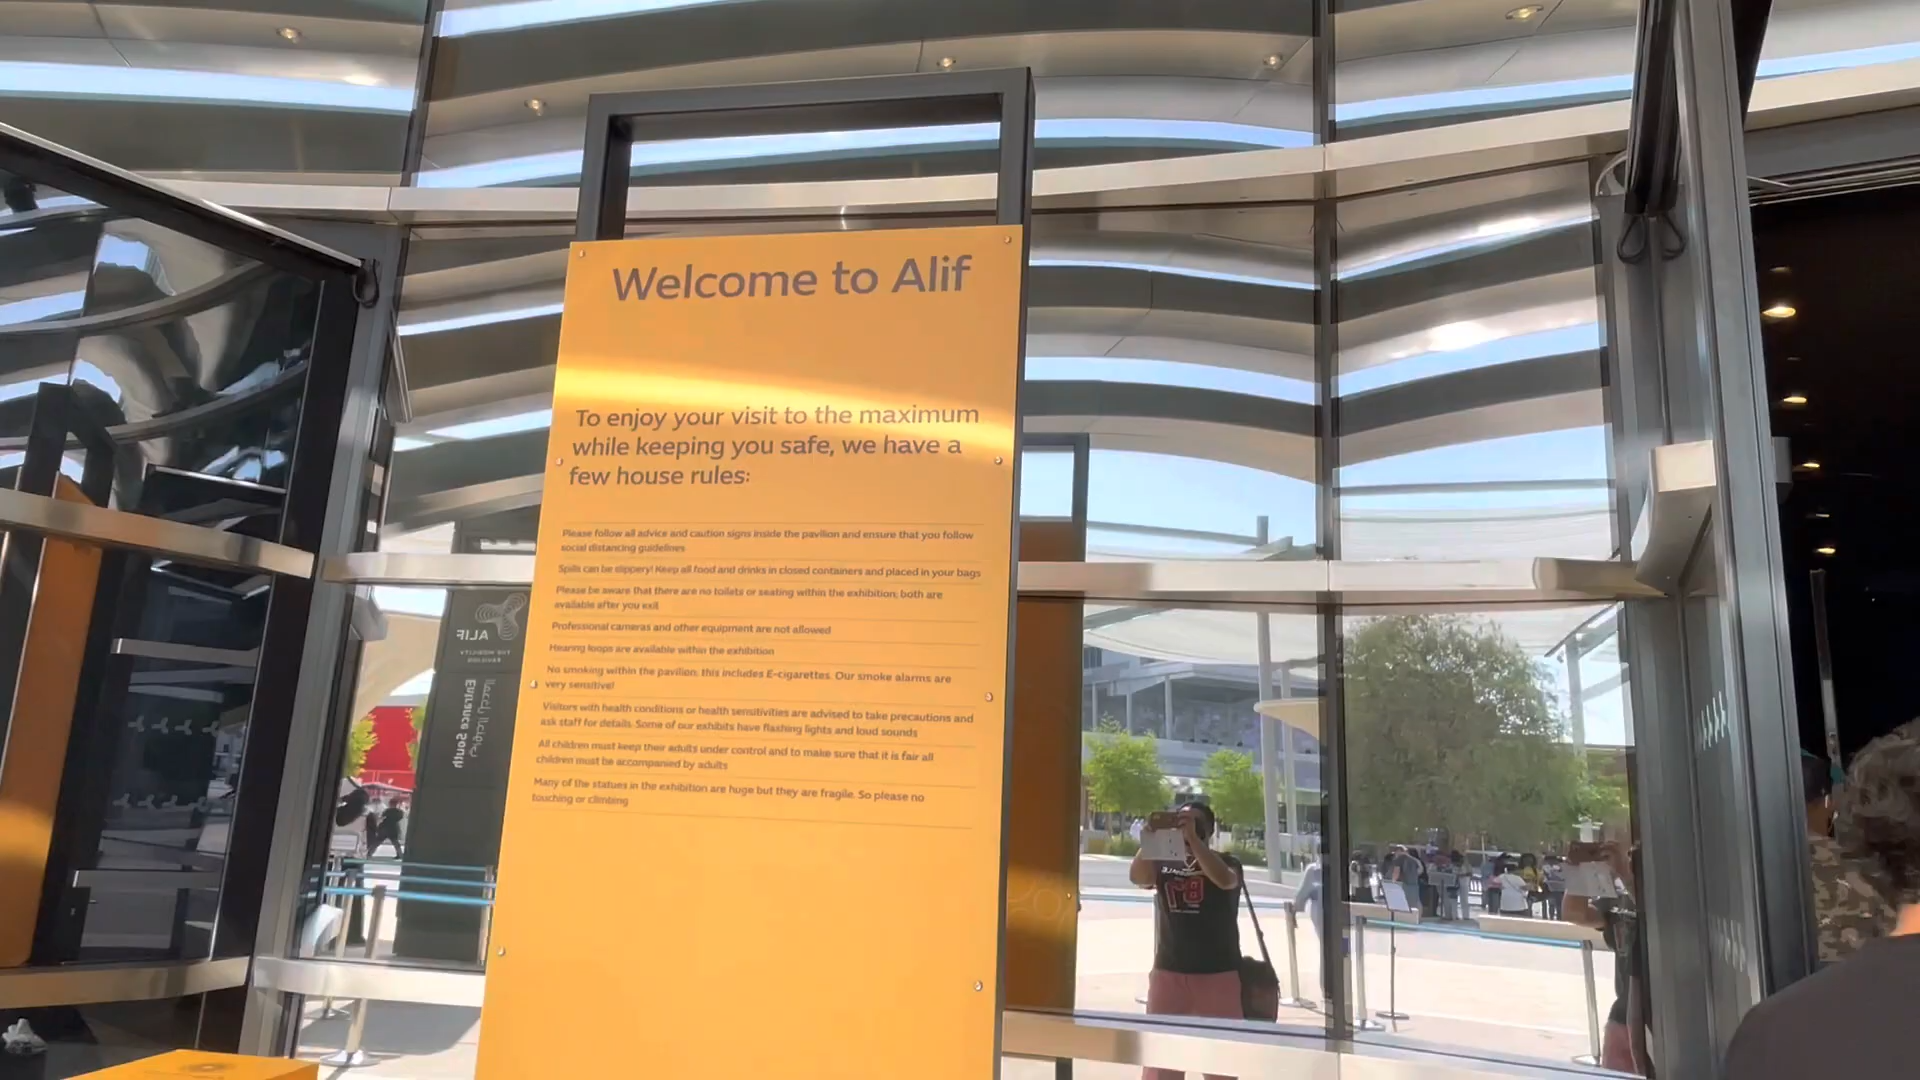 Welcome to Alif
To enjoy your visit to the maximum
while keeping you safe, we have a
few house rules:
Please follow all advice and caution signs inside the pavilion and ensure that you follow
social distancing guidelines
Spills can be slippery! Keep all food and drinks in closed containers and placed in your bags
Please be aware that there are no toilets or seating within the exhibition; both are
available after you exit
Professional cameras and other equipment are not allowed
Hearing loops are available within the exhibition
No smoking within the pavilion: this includes E-cigarettes. Our smoke alarms are
very sensitive!
Visitors with health conditions or health sensitivities are advised to take precautions and
ask staff for details. Some of our exhibits have flashing lights and loud sounds
All children must keep their adults under control and to make sure that it is fair all
children must be accompanied by adults
Many of the statues in the exhibition are huge but they are fragile. So please no
touching or climbing
ALIF
THE MOBILITY
PAVILION
Entrance South